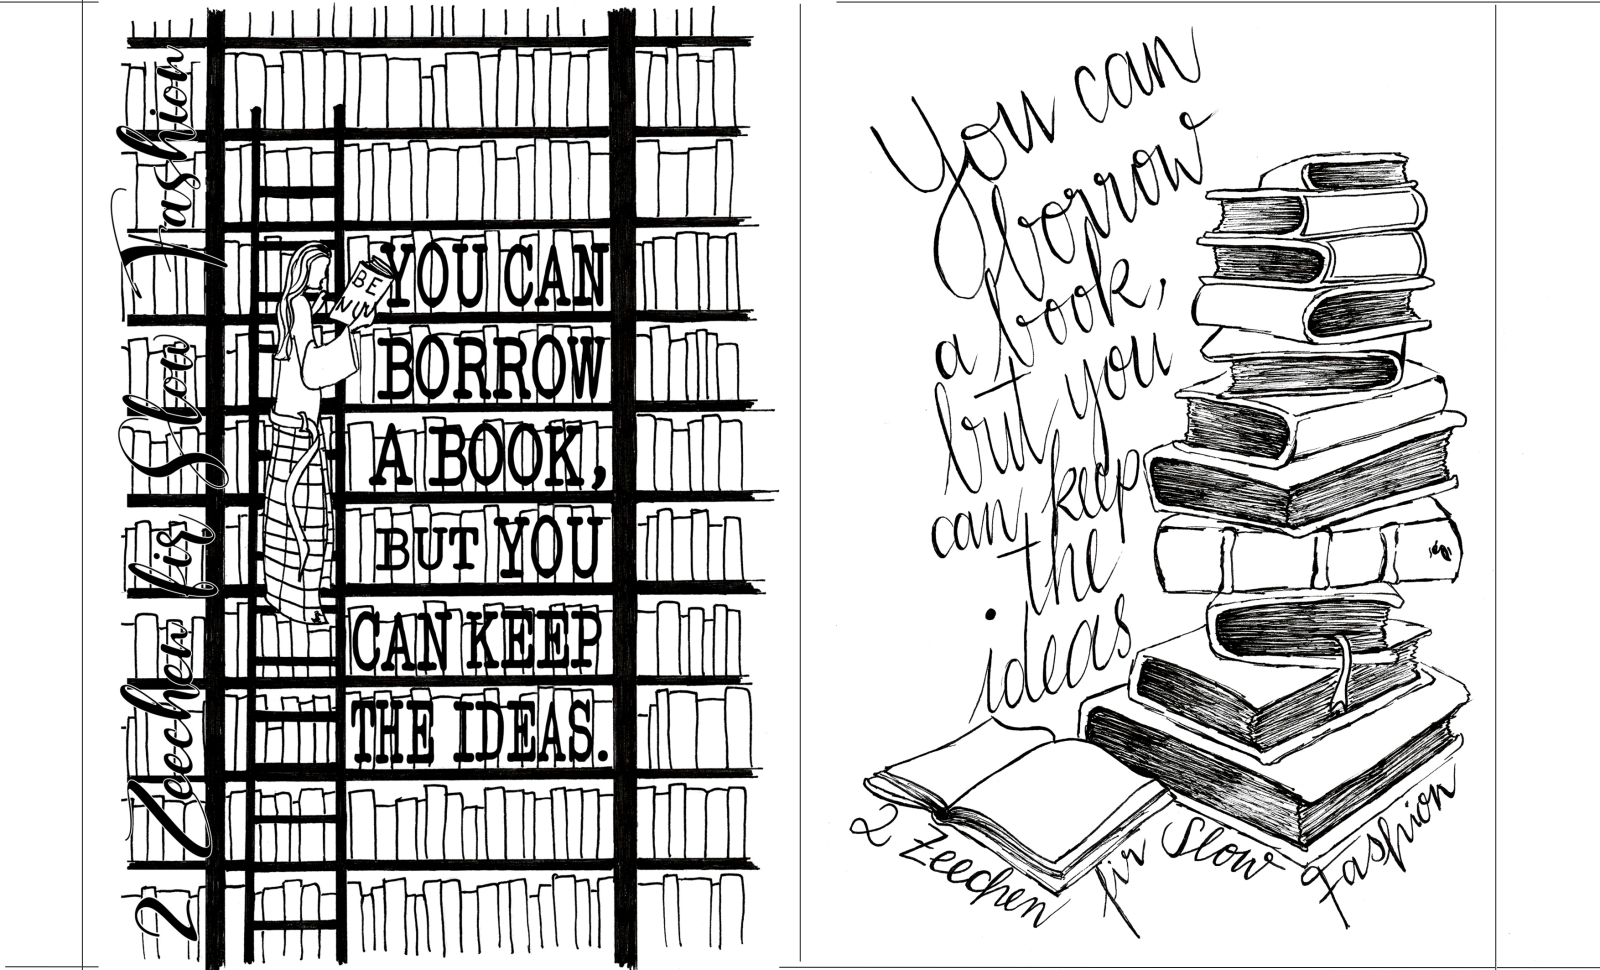 2 Zeechen fir Slow Fashion
BE
NIN
YOU CAN
BORROW
A BOOK,
BUT YOU
CAN KEEP
THE IDEAS.
You can
borrow
a book,
but you
can keep
the
ideas
2 Zeechen fir Slow Fashion